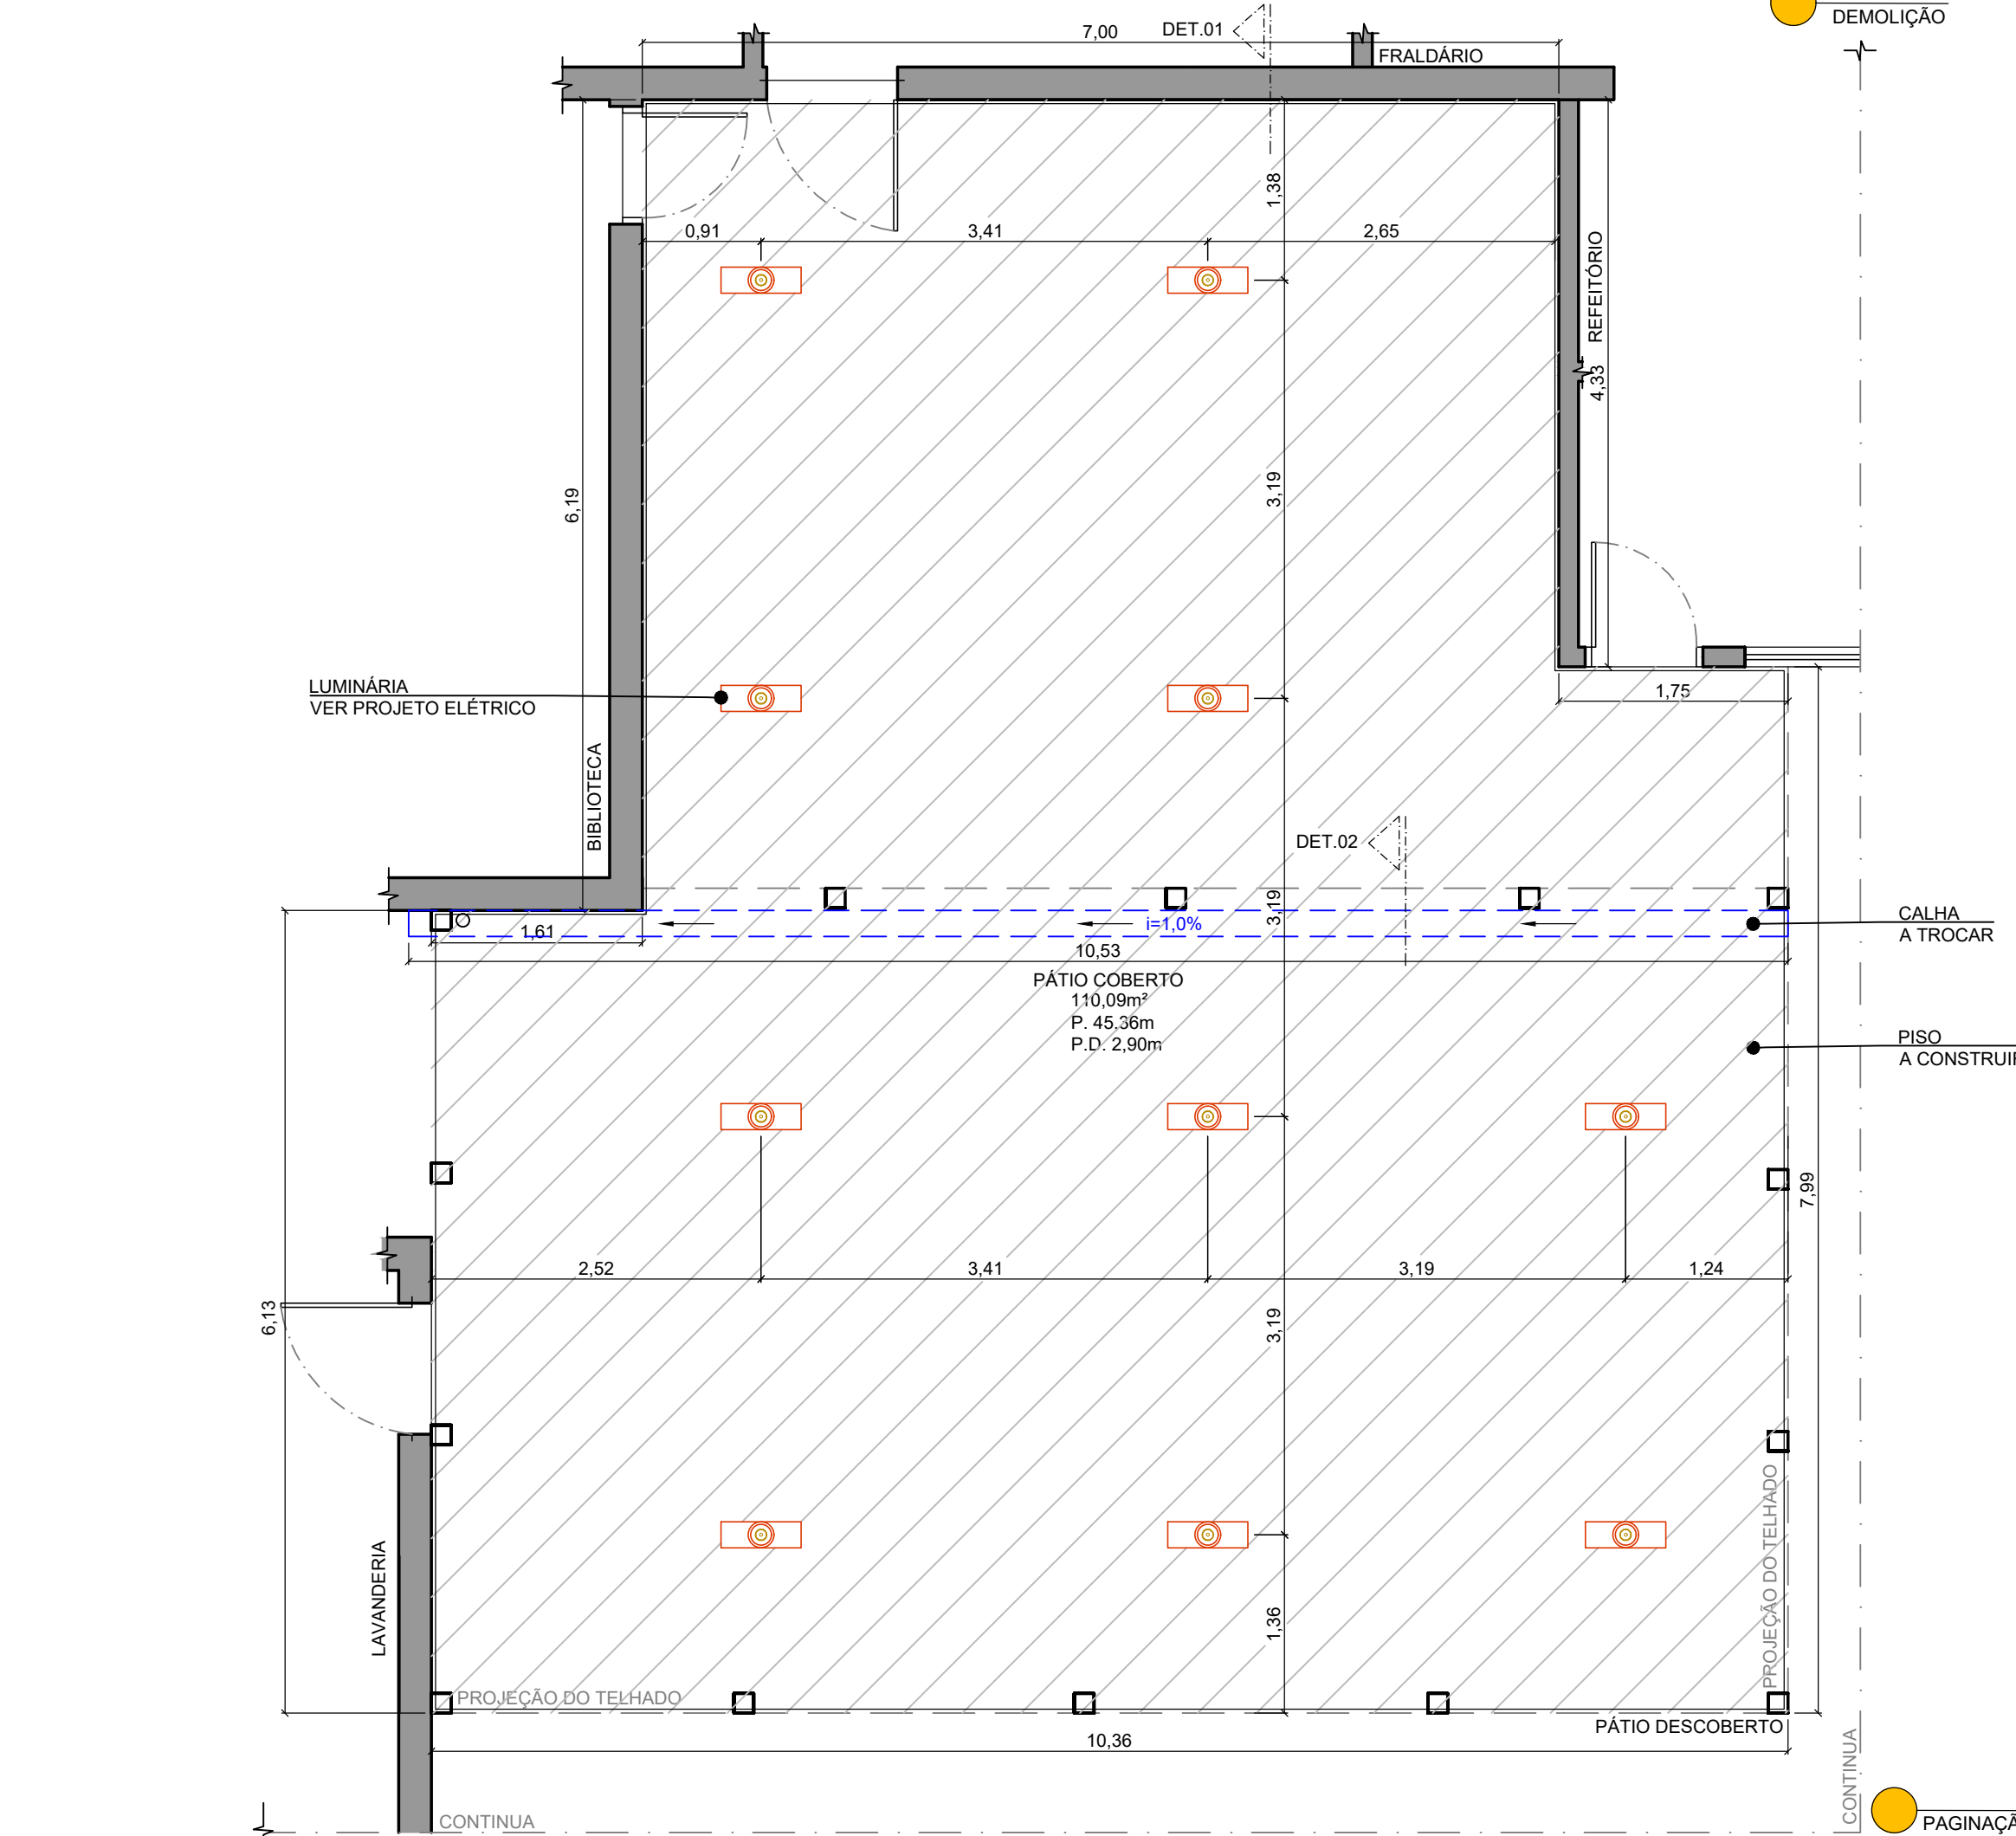 DEMOLIÇÃO
7,00
DET.01
FRALDÁRIO
1,38
0,91
3,41
2,65
REFEITÓRIO
4,33
6,19
3,19
LUMINÁRIA
VER PROJETO ELÉTRICO
1,75
BIBLIOTECA
DET.02
3,19
CALHA
A TROCAR
i=1,0%
1,61
10,53
PÁTIO COBERTO
110,09m²
P. 45.36m
P.D. 2,90m
PISO
A CONSTRUIR
7,99
2,52
3,41
3,19
1,24
6,13
3,19
PROJEÇÃO DO TELHADO
LAVANDERIA
1,36
PROJEÇÃO DO TELHADO
PÁTIO DESCOBERTO
10,36
CONTINUA
CONTINUA